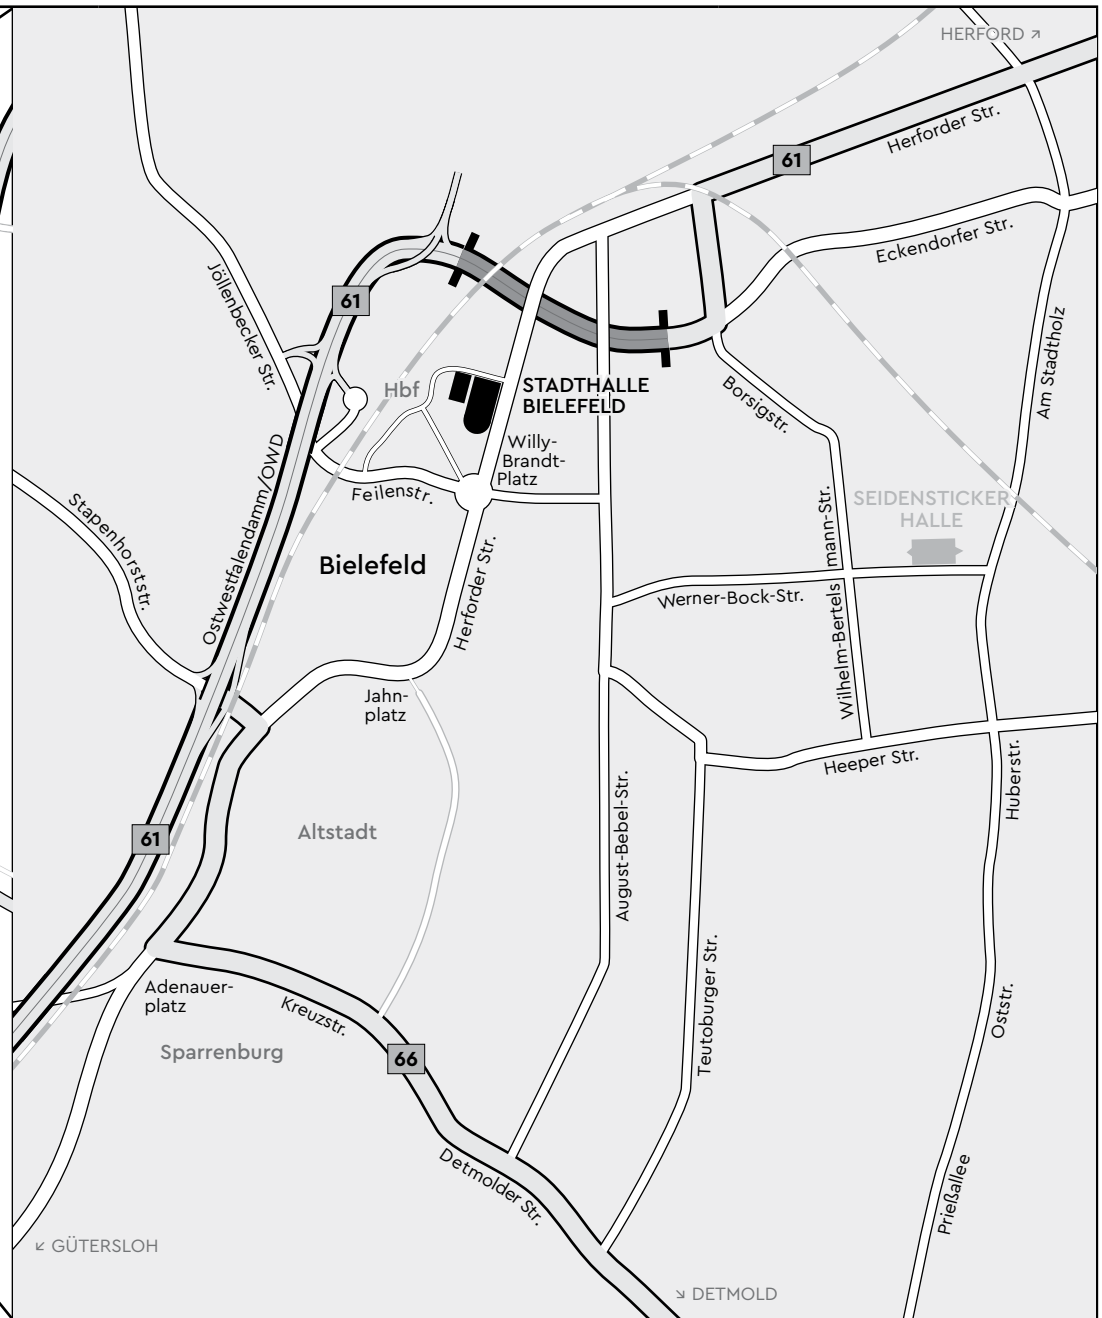 HERFORD ↗
Herforder Str.
61
Eckendorfer Str.
Jöllenbecker Str.
61
Am Stadtholz
Hbf
STADTHALLE
BIELEFELD
Borsigstr.
Willy-
Brandt-
Platz
Ostwestfalendamm/OWD
Feilenstr.
SEIDENSTICKER
HALLE
Stapenhorststr.
Bielefeld
Herforder Str.
Werner-Bock-Str.
Wilhelm-Bertels mann-Str.
Jahn-
platz
Heeper Str.
Huberstr.
61
Altstadt
August-Bebel-Str.
Teutoburger Str.
Adenauer-
platz
Kreuzstr.
Oststr.
Sparrenburg
66
Detmolder Str.
Prießallee
↙ GÜTERSLOH
↘ DETMOLD